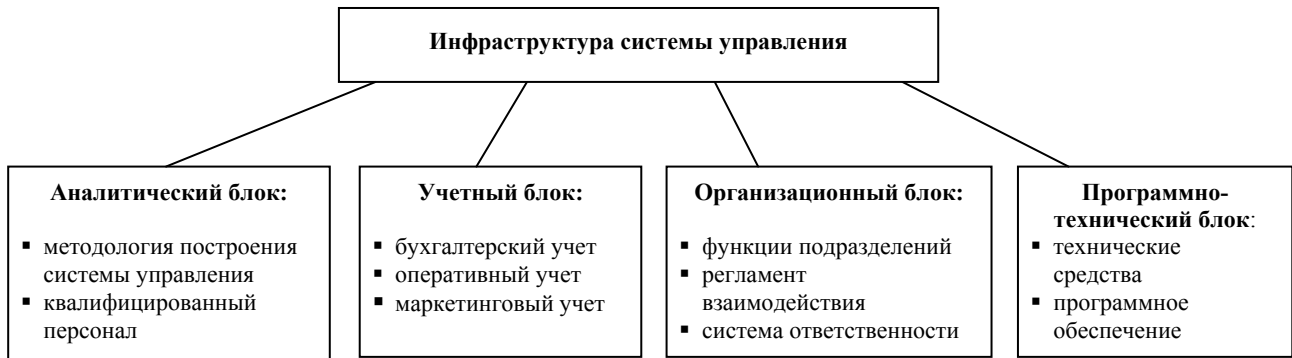 Инфраструктура системы управления
Аналитический блок:
▪ методология построения
системы управления
▪ квалифицированный
персонал
Учетный блок:
▪ бухгалтерский учет
▪ оперативный учет
▪ маркетинговый учет
Организационный блок:
▪ функции подразделений
▪ регламент
взаимодействия
▪ система ответственности
Программно-
технический блок:
▪ технические
средства
▪ программное
обеспечение